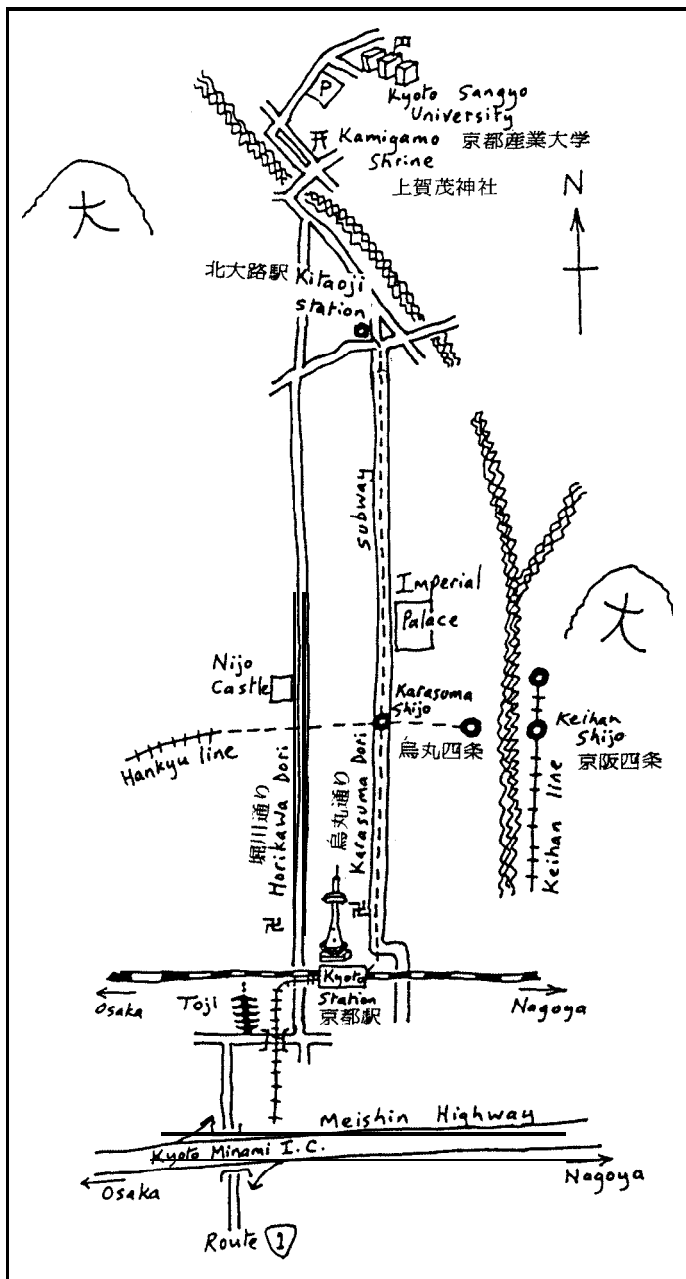 P
Kyoto Sangyo
University
京都産業大学
开 Kamigamo
Shrine
上賀茂神社
大
N
北大路駅 Kitaoji
station
Subway
Imperial
Palace
大
Nijo
Castle
Karasuma
Shijo
烏丸四条
Keihan
Shijo
京阪四条
Hankyu line
堀川通り
Horikawa Dori
烏丸通り
Karasuma Dori
Keihan line
卍
卍
Kyoto
Station
京都駅
Osaka
Toji
Nagoya
Meishin Highway
Kyoto Minami I.C.
Osaka
Nagoya
Route 1